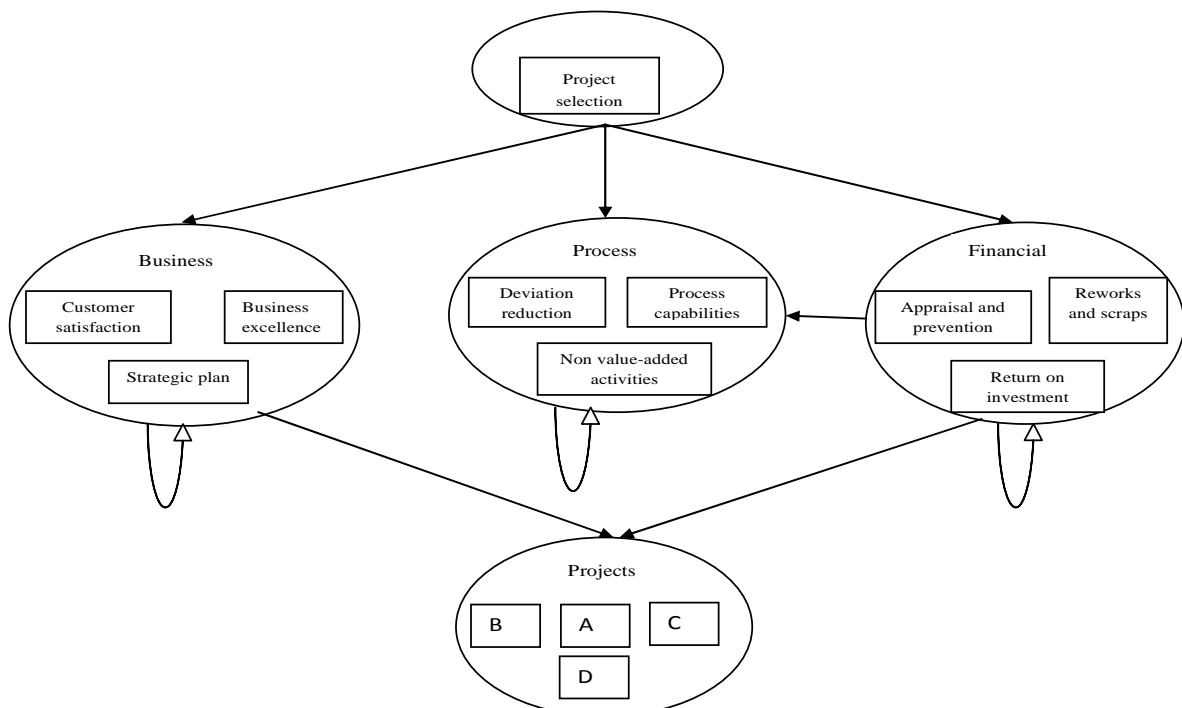 Project
selection
Business
Customer
satisfaction
Business
excellence
Strategic plan
Process
Deviation
reduction
Process
capabilities
Non value-added
activities
Financial
Appraisal and
prevention
Reworks
and scraps
Return on
investment
Projects
B
A
C
D